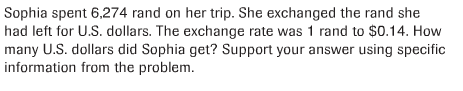 Sophia spent 6,274 rand on her trip. She exchanged the rand she
had left for U.S. dollars. The exchange rate was 1 rand to $0.14. How
many U.S. dollars did Sophia get? Support your answer using specific
information from the problem.